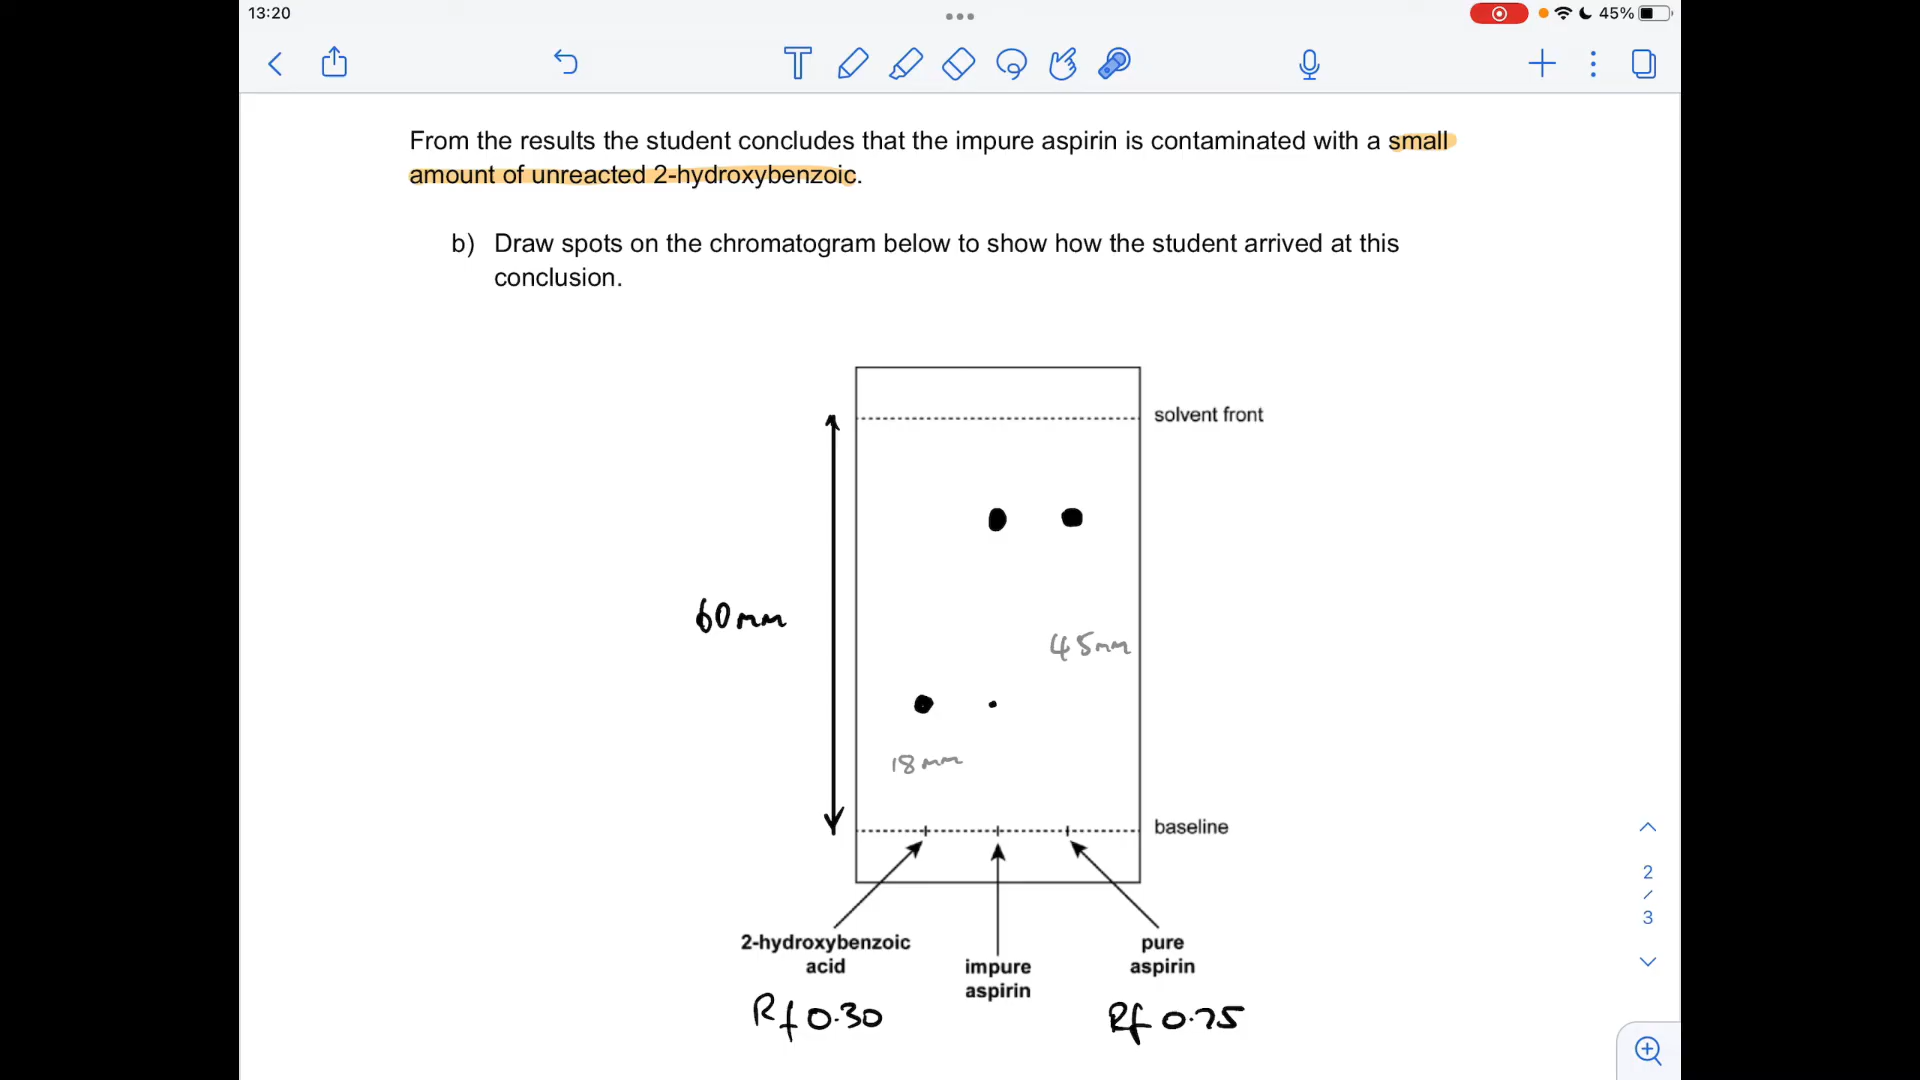 13:20
45%
From the results the student concludes that the impure aspirin is contaminated with a small
amount of unreacted 2-hydroxybenzoic.
b) Draw spots on the chromatogram below to show how the student arrived at this
conclusion.
solvent front
60mm
45mm
18mm
baseline
2-hydroxybenzoic
acid
impure
aspirin
pure
aspirin
Rf 0.30
Rf 0.75
2
/
3